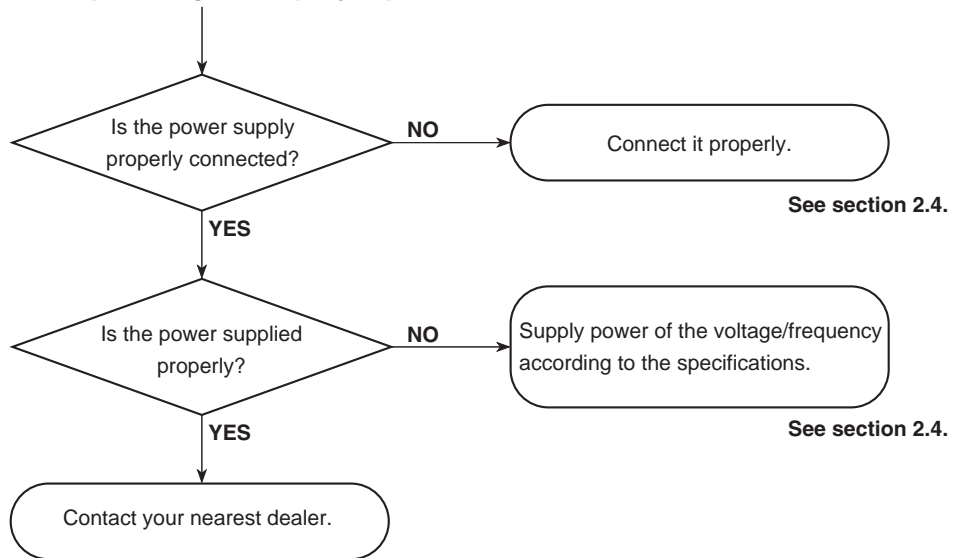 Is the power supply
properly connected?
NO
Connect it properly.
See section 2.4.
YES
Is the power supplied
properly?
NO
Supply power of the voltage/frequency
according to the specifications.
See section 2.4.
YES
Contact your nearest dealer.